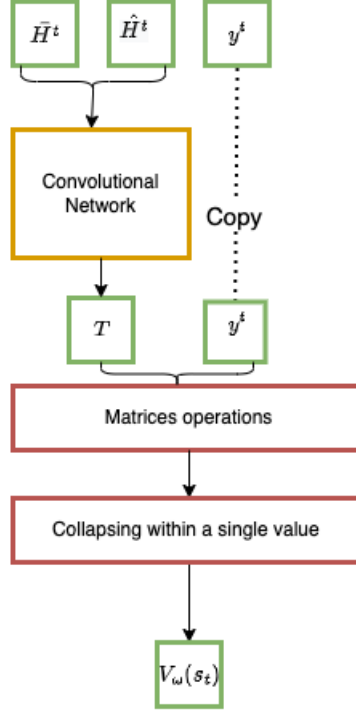 H̄ᵗ Ĥᵗ yᵗ
Convolutional
Network
Copy
T yᵗ
Matrices operations
Collapsing within a single value
V_ω(s_t)